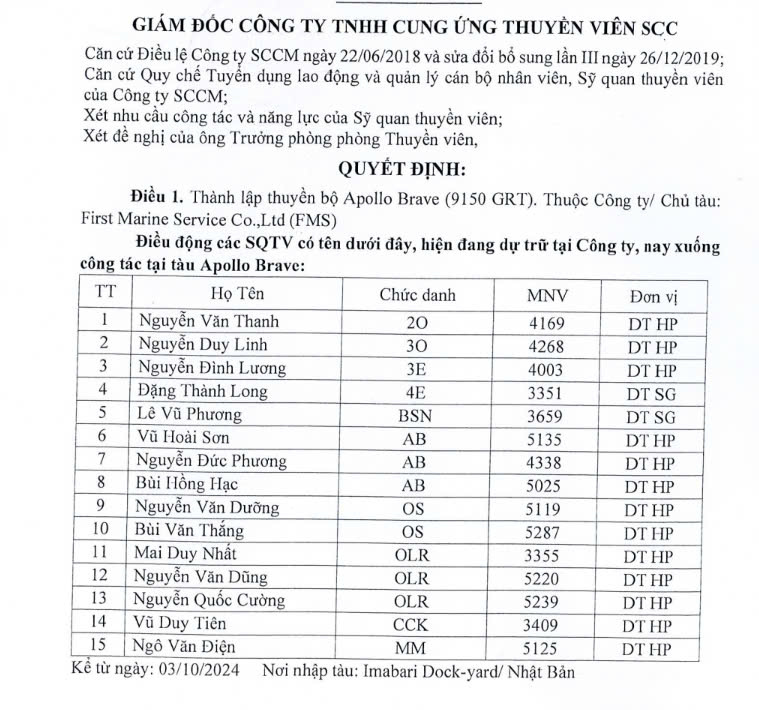 GIÁM ĐỐC CÔNG TY TNHH CUNG ỨNG THUYỀN VIÊN SCC
Căn cứ Điều lệ Công ty SCCM ngày 22/06/2018 và sửa đổi bổ sung lần III ngày 26/12/2019;
Căn cứ Quy chế Tuyển dụng lao động và quản lý cán bộ nhân viên, Sỹ quan thuyền viên
của Công ty SCCM;
Xét nhu cầu công tác và năng lực của Sỹ quan thuyền viên;
Xét đề nghị của ông Trưởng phòng phòng Thuyền viên,
QUYẾT ĐỊNH:
Điều 1. Thành lập thuyền bộ Apollo Brave (9150 GRT). Thuộc Công ty/ Chủ tàu:
First Marine Service Co.,Ltd (FMS)
Điều động các SQTV có tên dưới đây, hiện đang dự trữ tại Công ty, nay xuống
công tác tại tàu Apollo Brave:
TT Họ Tên Chức danh MNV Đơn vị
1 Nguyễn Văn Thanh 2O 4169 DT HP
2 Nguyễn Duy Linh 3O 4268 DT HP
3 Nguyễn Đình Lương 3E 4003 DT HP
4 Đặng Thành Long 4E 3351 DT SG
5 Lê Vũ Phương BSN 3659 DT SG
6 Vũ Hoài Sơn AB 5135 DT HP
7 Nguyễn Đức Phương AB 4338 DT HP
8 Bùi Hồng Hạc AB 5025 DT HP
9 Nguyễn Văn Dưỡng OS 5119 DT HP
10 Bùi Văn Thắng OS 5287 DT HP
11 Mai Duy Nhất OLR 3355 DT HP
12 Nguyễn Văn Dũng OLR 5220 DT HP
13 Nguyễn Quốc Cường OLR 5239 DT HP
14 Vũ Duy Tiên CCK 3409 DT HP
15 Ngô Văn Điện MM 5125 DT HP
Kể từ ngày: 03/10/2024 Nơi nhập tàu: Imabari Dock-yard/ Nhật Bản